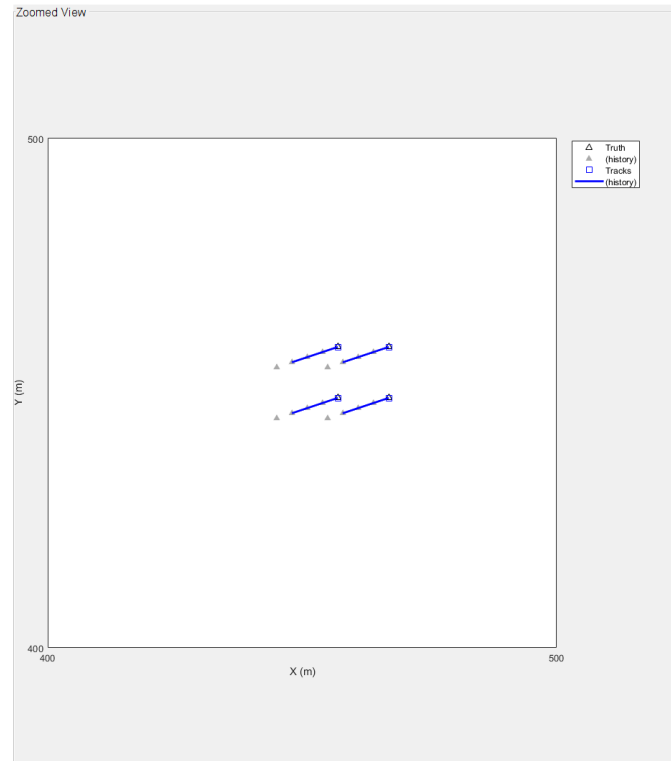 Zoomed View
500
Truth
(history)
Tracks
(history)
Y (m)
400
400
500
X (m)